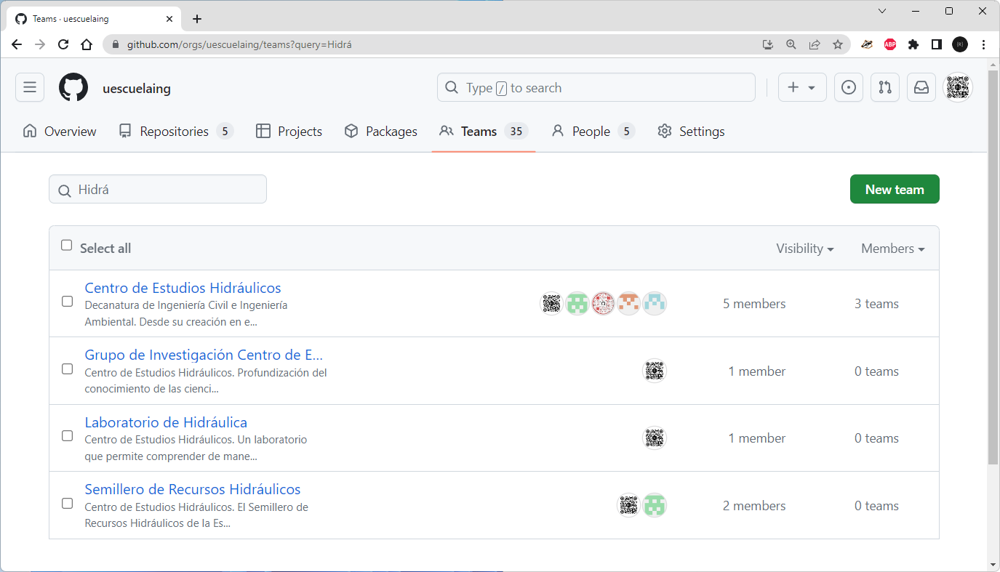 Teams · uescuelaing
github.com/orgs/uescuelaing/teams?query=Hidrá
ABP
uescuelaing
Type / to search
Overview Repositories 5 Projects Packages Teams 35 People 5 Settings
Hidrá
New team
Select all Visibility Members
Centro de Estudios Hidráulicos
Decanatura de Ingeniería Civil e Ingeniería
Ambiental. Desde su creación en e...
5 members 3 teams
Grupo de Investigación Centro de E...
Centro de Estudios Hidráulicos. Profundización del
conocimiento de las cienci...
1 member 0 teams
Laboratorio de Hidráulica
Centro de Estudios Hidráulicos. Un laboratorio
que permite comprender de mane...
1 member 0 teams
Semillero de Recursos Hidráulicos
Centro de Estudios Hidráulicos. El Semillero de
Recursos Hidráulicos de la Es...
2 members 0 teams